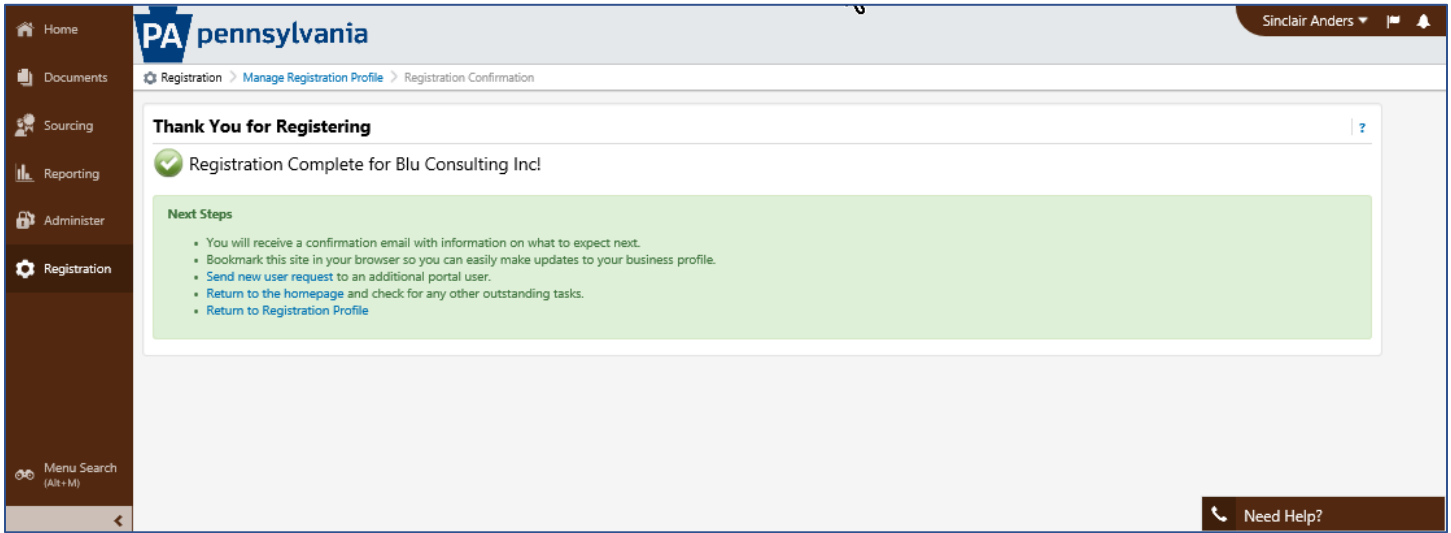 Home
Documents
Sourcing
Reporting
Administer
Registration
Menu Search
(Alt+M)
PA pennsylvania
Sinclair Anders
Registration > Manage Registration Profile > Registration Confirmation
Thank You for Registering
?
Registration Complete for Blu Consulting Inc!
Next Steps
• You will receive a confirmation email with information on what to expect next.
• Bookmark this site in your browser so you can easily make updates to your business profile.
• Send new user request to an additional portal user.
• Return to the homepage and check for any other outstanding tasks.
• Return to Registration Profile
Need Help?